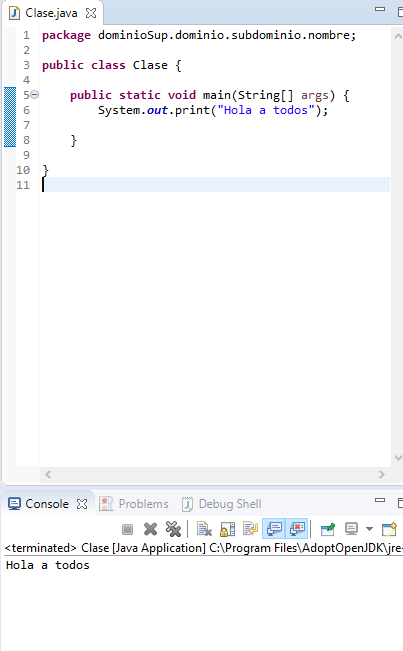 Clase.java
1 package dominioSup.dominio.subdominio.nombre;
2
3 public class Clase {
4
5 public static void main(String[] args) {
6 System.out.print("Hola a todos");
7
8 }
9
10 }
11
Console Problems Debug Shell
<terminated> Clase [Java Application] C:\Program Files\AdoptOpenJDK\jre-
Hola a todos